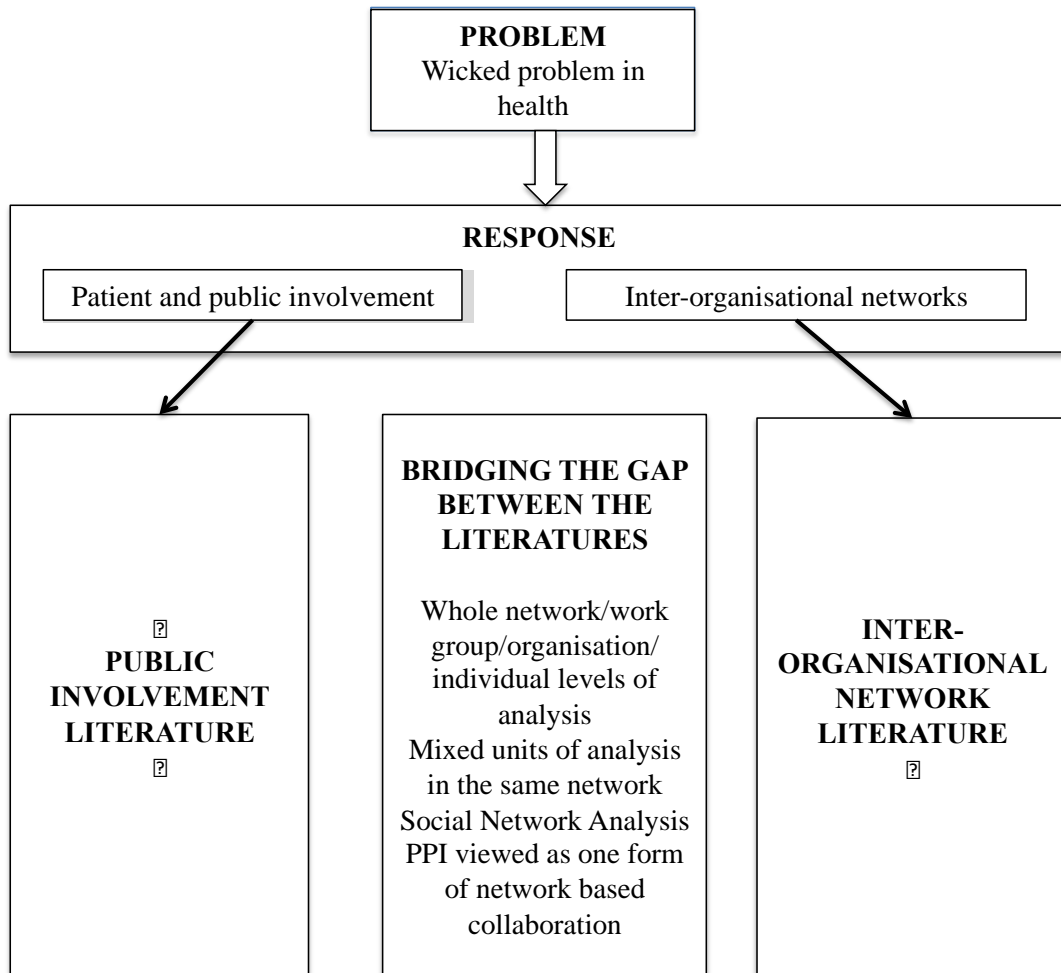 PROBLEM
Wicked problem in
health
RESPONSE
Patient and public involvement
Inter-organisational networks
PUBLIC
INVOLVEMENT
LITERATURE
BRIDGING THE GAP
BETWEEN THE
LITERATURES
Whole network/work
group/organisation/
individual levels of
analysis
Mixed units of analysis
in the same network
Social Network Analysis
PPI viewed as one form
of network based
collaboration
INTER-
ORGANISATIONAL
NETWORK
LITERATURE